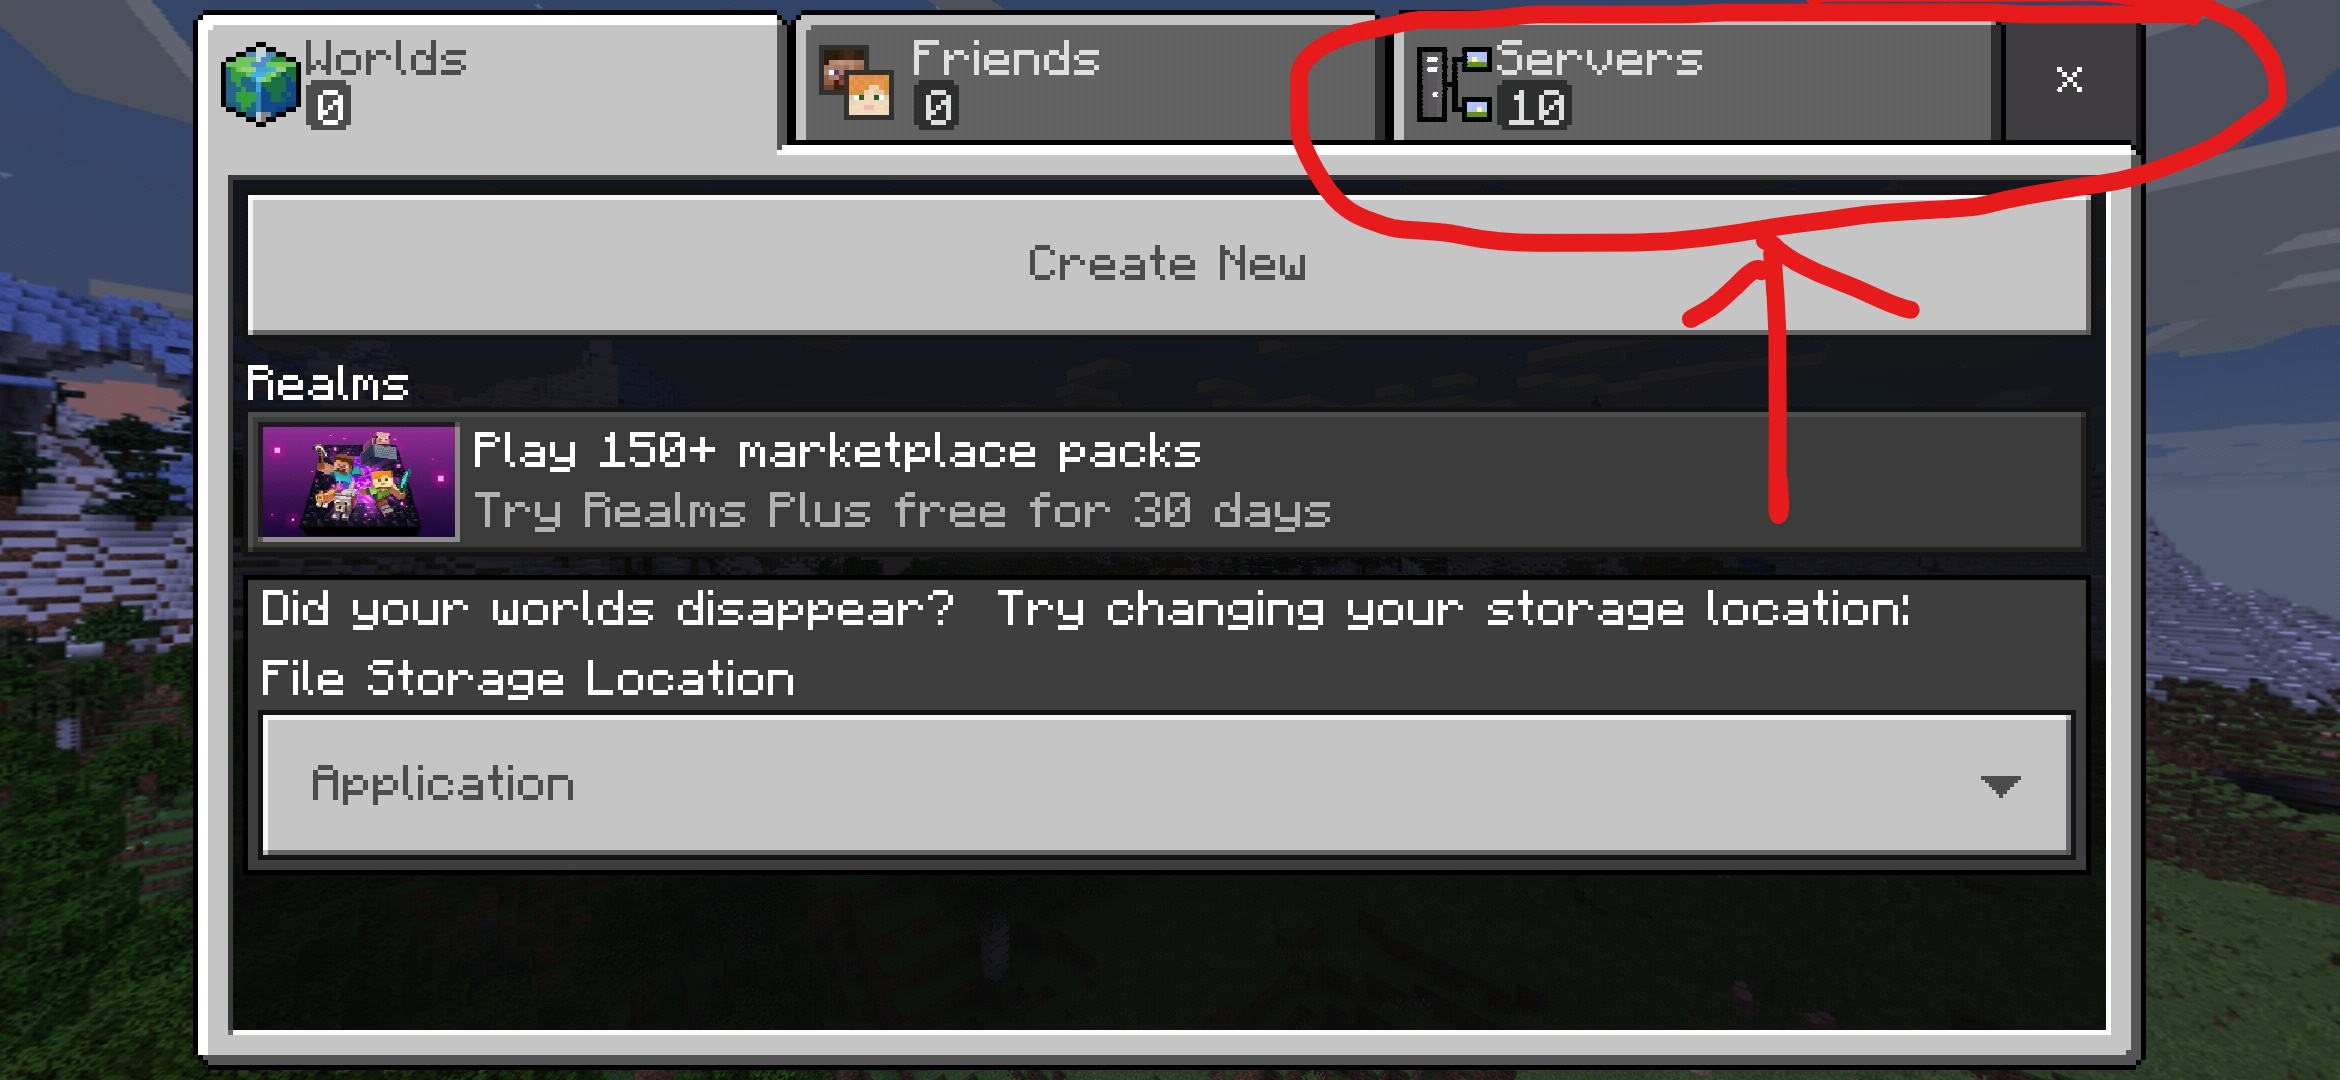 Worlds
0
Friends
0
Servers
10
x
Create New
Realms
Play 150+ marketplace packs
Try Realms Plus free for 30 days
Did your worlds disappear? Try changing your storage location:
File Storage Location
Application